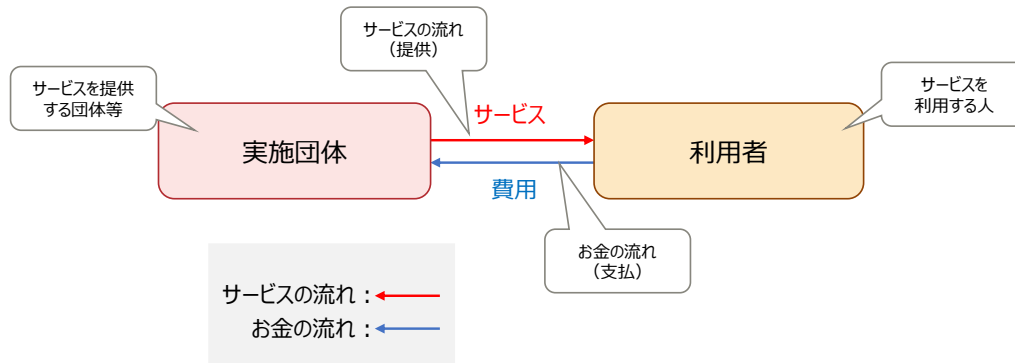 サービスの流れ
（提供）
サービスを提供
する団体等
サービスを
利用する人
サービス
実施団体
利用者
費用
お金の流れ
（支払）
サービスの流れ：
お金の流れ：